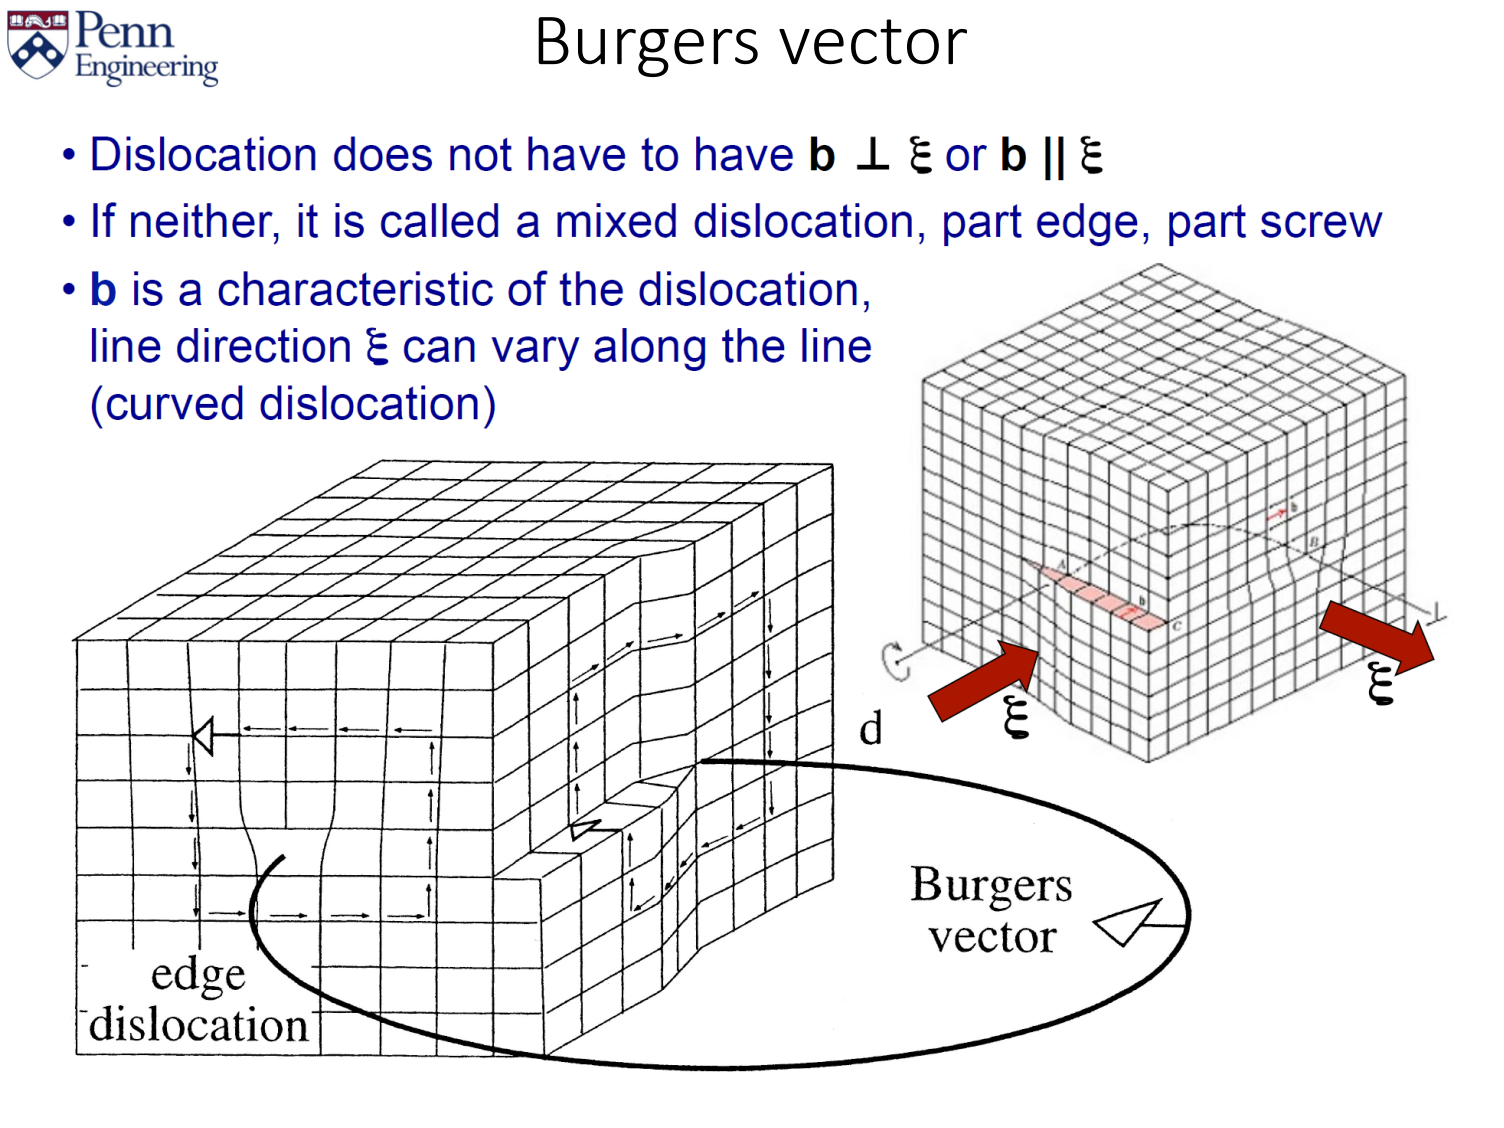 Penn
Engineering
Burgers vector
• Dislocation does not have to have b ⊥ ξ or b || ξ
• If neither, it is called a mixed dislocation, part edge, part screw
• b is a characteristic of the dislocation,
line direction ξ can vary along the line
(curved dislocation)
b
B
A
b
C
⊥
ξ
ξ
d
Burgers
vector
edge
dislocation